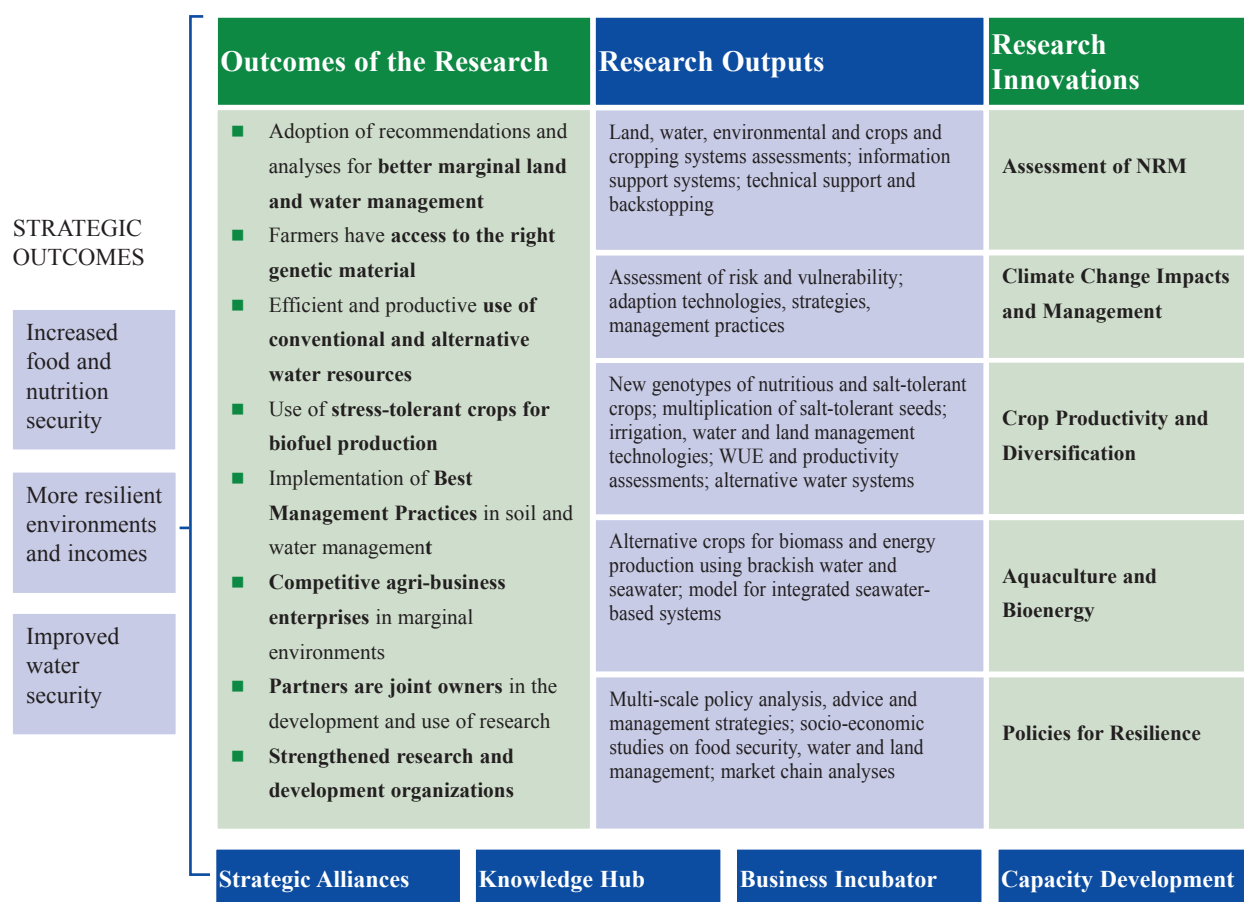 STRATEGIC
OUTCOMES
Increased
food and
nutrition
security
More resilient
environments
and incomes
Improved
water
security
Outcomes of the Research
■ Adoption of recommendations and
analyses for better marginal land
and water management
■ Farmers have access to the right
genetic material
■ Efficient and productive use of
conventional and alternative
water resources
■ Use of stress-tolerant crops for
biofuel production
■ Implementation of Best
Management Practices in soil and
water management
■ Competitive agri-business
enterprises in marginal
environments
■ Partners are joint owners in the
development and use of research
■ Strengthened research and
development organizations
Research Outputs
Land, water, environmental and crops and
cropping systems assessments; information
support systems; technical support and
backstopping
Assessment of risk and vulnerability;
adaption technologies, strategies,
management practices
New genotypes of nutritious and salt-tolerant
crops; multiplication of salt-tolerant seeds;
irrigation, water and land management
technologies; WUE and productivity
assessments; alternative water systems
Alternative crops for biomass and energy
production using brackish water and
seawater; model for integrated seawater-
based systems
Multi-scale policy analysis, advice and
management strategies; socio-economic
studies on food security, water and land
management; market chain analyses
Research
Innovations
Assessment of NRM
Climate Change Impacts
and Management
Crop Productivity and
Diversification
Aquaculture and
Bioenergy
Policies for Resilience
Strategic Alliances
Knowledge Hub
Business Incubator
Capacity Development